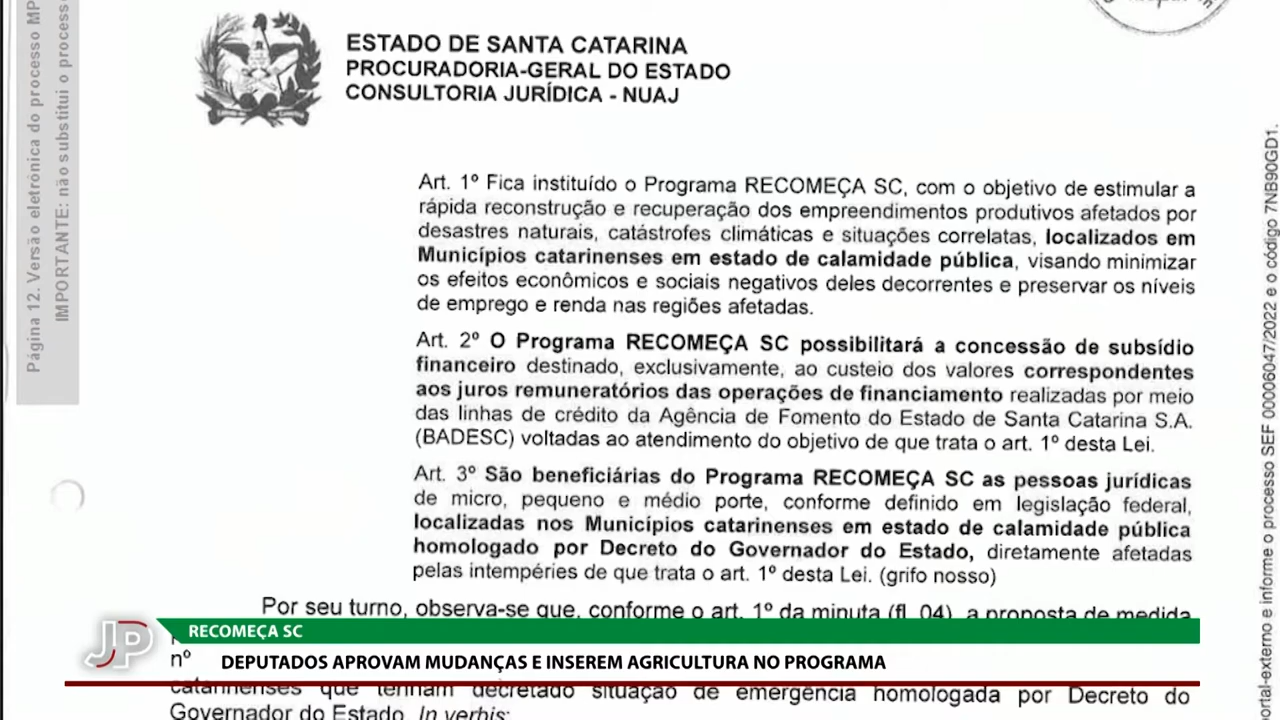 ESTADO DE SANTA CATARINA
PROCURADORIA-GERAL DO ESTADO
CONSULTORIA JURÍDICA - NUAJ
Art. 1º Fica instituído o Programa RECOMEÇA SC, com o objetivo de estimular a
rápida reconstrução e recuperação dos empreendimentos produtivos afetados por
desastres naturais, catástrofes climáticas e situações correlatas, localizados em
Municípios catarinenses em estado de calamidade pública, visando minimizar
os efeitos econômicos e sociais negativos deles decorrentes e preservar os níveis
de emprego e renda nas regiões afetadas.
Art. 2º O Programa RECOMEÇA SC possibilitará a concessão de subsídio
financeiro destinado, exclusivamente, ao custeio dos valores correspondentes
aos juros remuneratórios das operações de financiamento realizadas por meio
das linhas de crédito da Agência de Fomento do Estado de Santa Catarina S.A.
(BADESC) voltadas ao atendimento do objetivo de que trata o art. 1º desta Lei.
Art. 3º São beneficiárias do Programa RECOMEÇA SC as pessoas jurídicas
de micro, pequeno e médio porte, conforme definido em legislação federal,
localizadas nos Municípios catarinenses em estado de calamidade pública
homologado por Decreto do Governador do Estado, diretamente afetadas
pelas intempéries de que trata o art. 1º desta Lei. (grifo nosso)
Por seu turno, observa-se que, conforme o art. 1º da minuta (fl. 04), a proposta de medida
nº
catarinenses que tenham decretado situação de emergência homologada por Decreto do
Governador do Estado. In verbis:
JP
RECOMEÇA SC
DEPUTADOS APROVAM MUDANÇAS E INSEREM AGRICULTURA NO PROGRAMA
Página 12. Versão eletrônica do processo MP
IMPORTANTE: não substitui o processo
portal-externo e informe o processo SEF 00006047/2022 e o código 7NB90GD1.